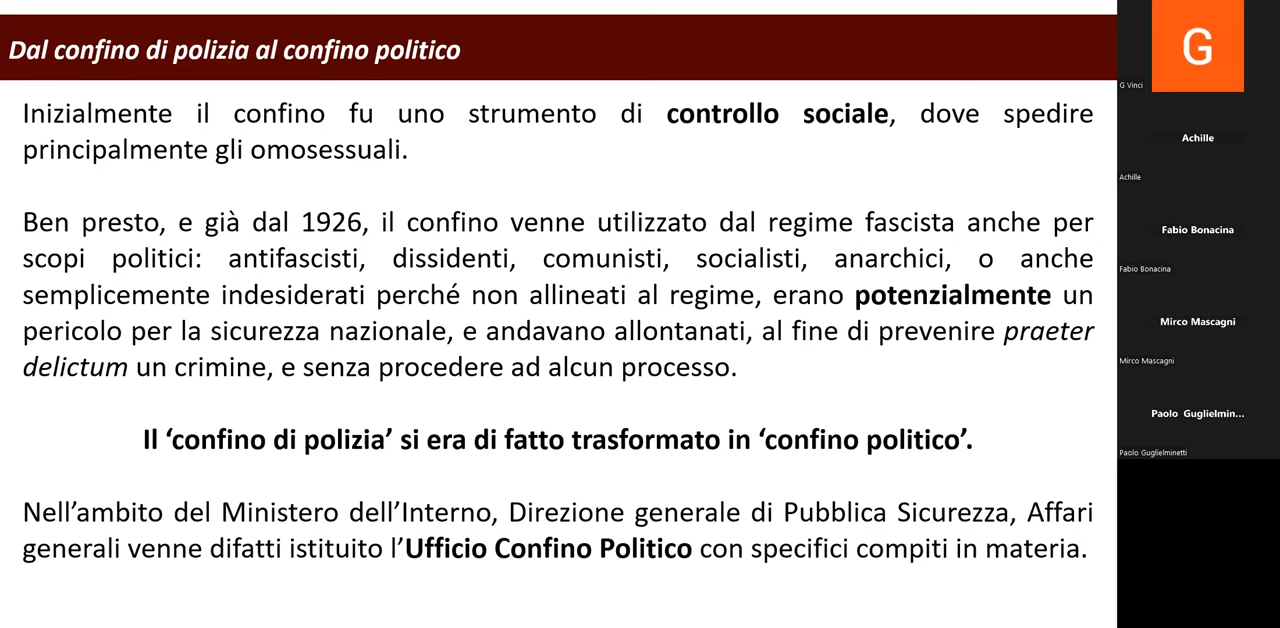 Dal confino di polizia al confino politico
Inizialmente il confino fu uno strumento di controllo sociale, dove spedire
principalmente gli omosessuali.
Ben presto, e già dal 1926, il confino venne utilizzato dal regime fascista anche per
scopi politici: antifascisti, dissidenti, comunisti, socialisti, anarchici, o anche
semplicemente indesiderati perché non allineati al regime, erano potenzialmente un
pericolo per la sicurezza nazionale, e andavano allontanati, al fine di prevenire praeter
delictum un crimine, e senza procedere ad alcun processo.
Il ‘confino di polizia’ si era di fatto trasformato in ‘confino politico’.
Nell’ambito del Ministero dell’Interno, Direzione generale di Pubblica Sicurezza, Affari
generali venne difatti istituito l’Ufficio Confino Politico con specifici compiti in materia.
G
G Vinci
Achille
Achille
Fabio Bonacina
Fabio Bonacina
Mirco Mascagni
Mirco Mascagni
Paolo Guglielmin...
Paolo Guglielminetti